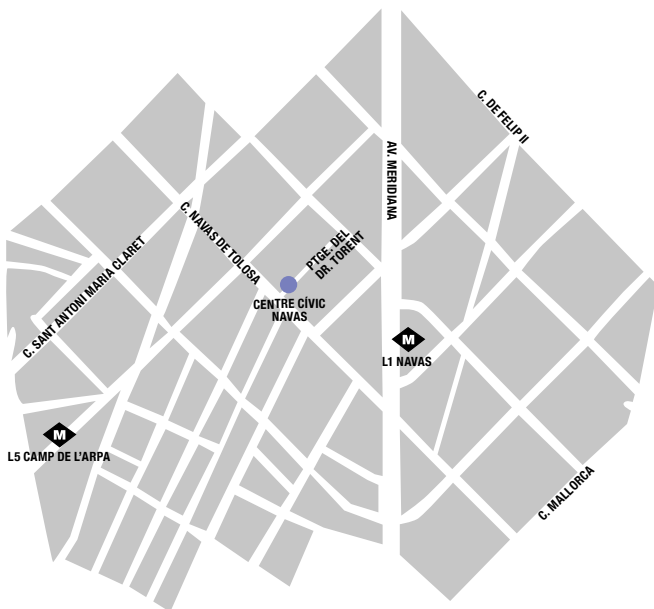 C. DE FELIP II
AV. MERIDIANA
C. NAVAS DE TOLOSA
PTGE. DEL
DR. TORENT
C. SANT ANTONI MARIA CLARET
CENTRE CÍVIC
NAVAS
M
L1 NAVAS
M
L5 CAMP DE L'ARPA
C. MALLORCA